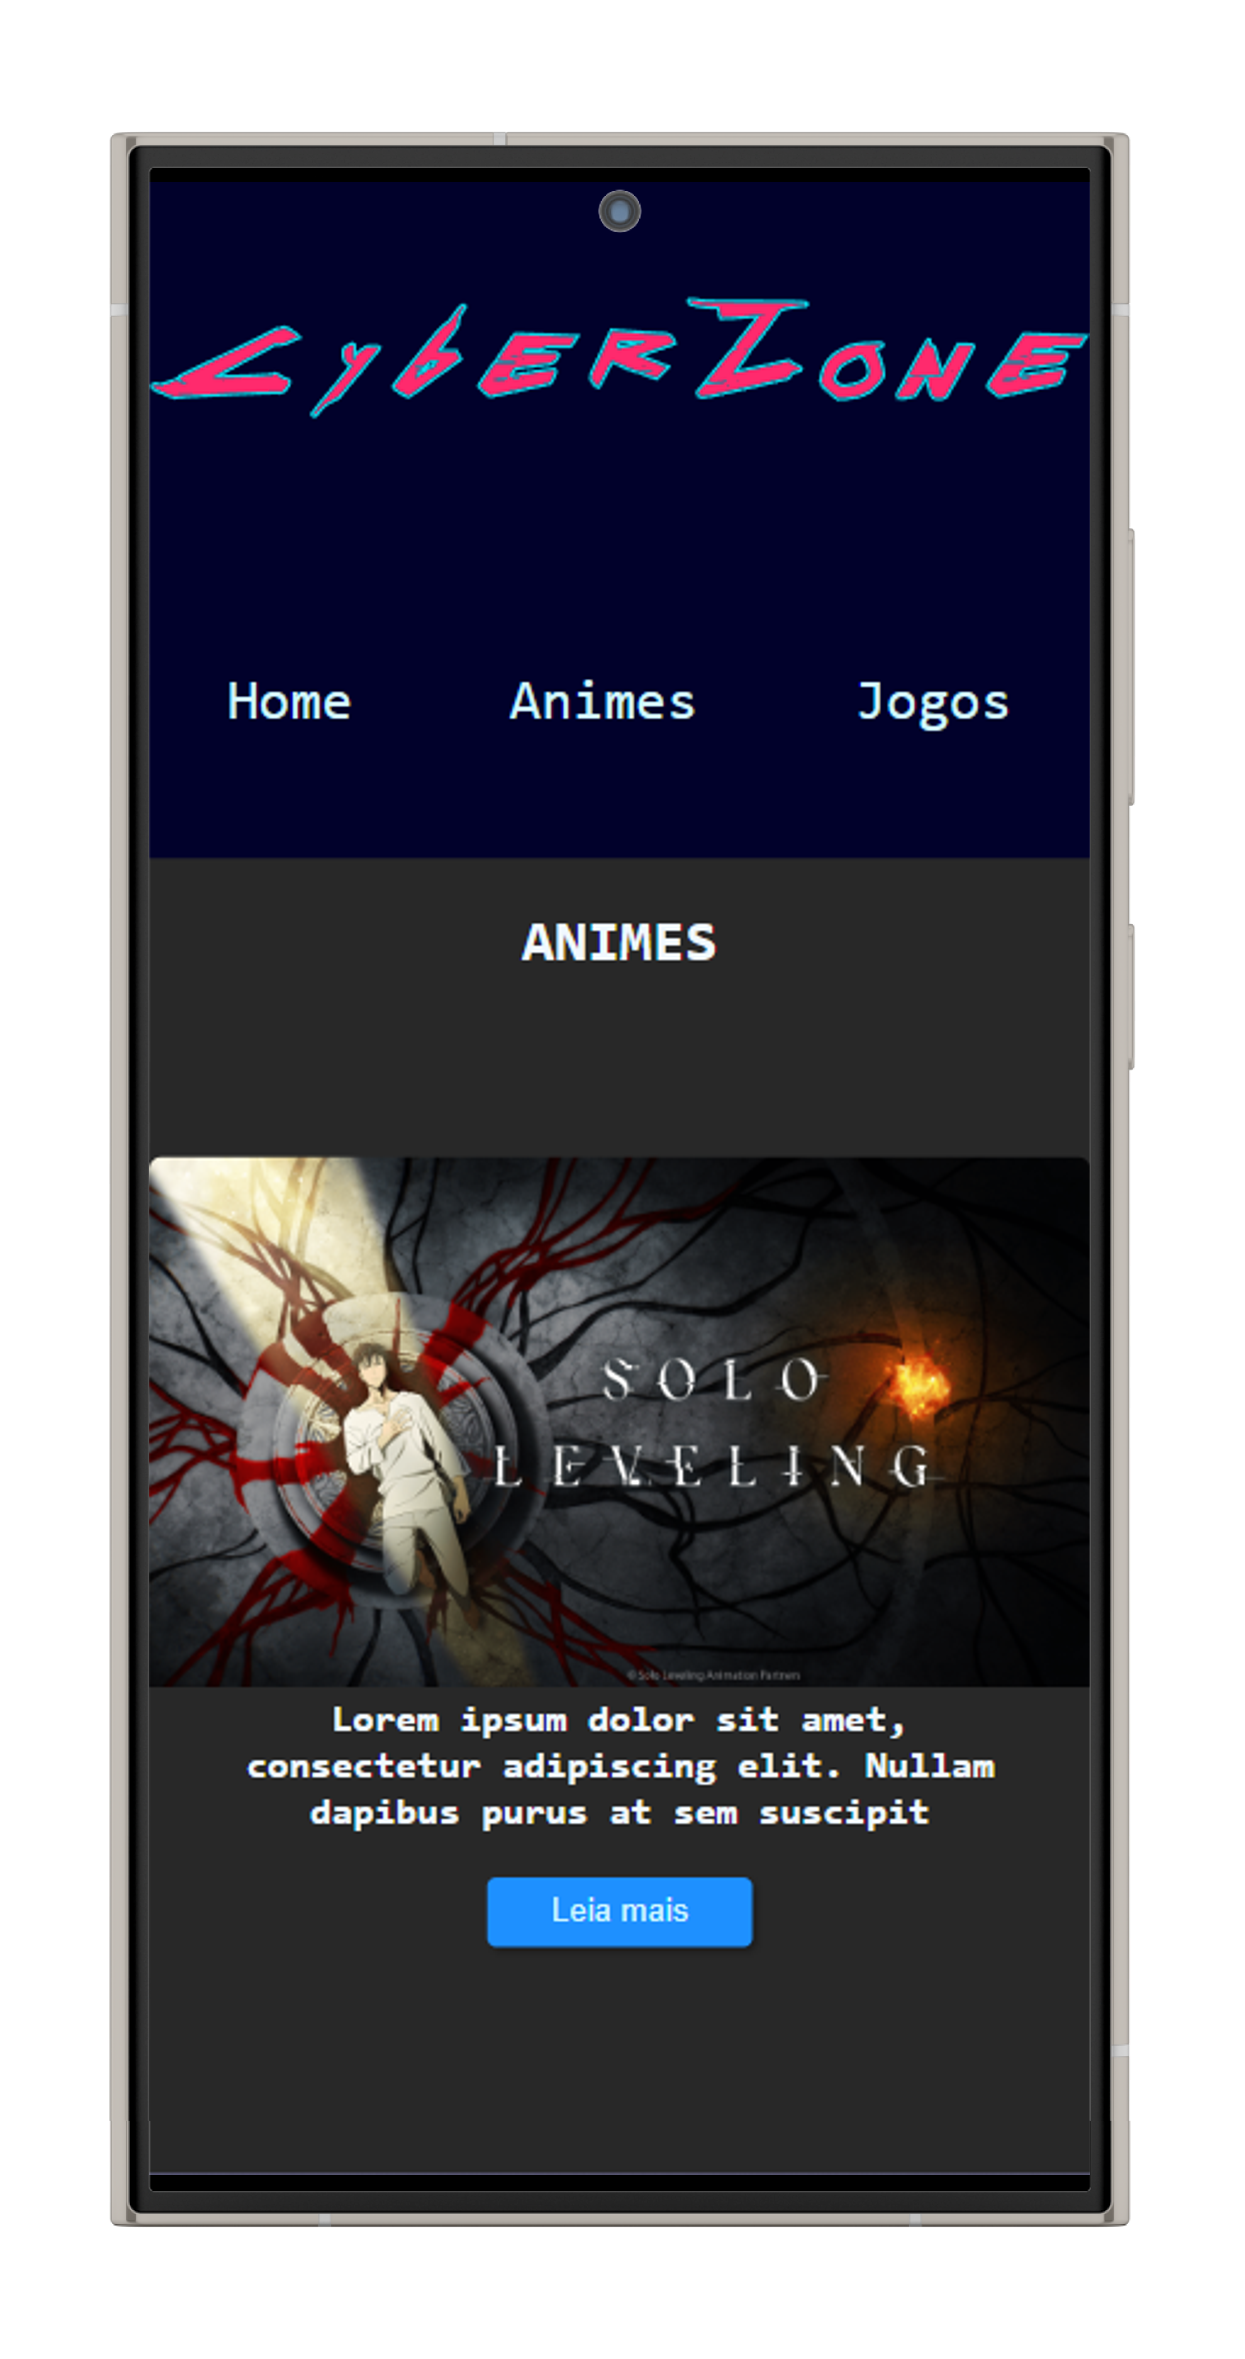 CyberZone
Home Animes Jogos
ANIMES
SOLO
LEVELING
©Solo Leveling Animation Partners
Lorem ipsum dolor sit amet,
consectetur adipiscing elit. Nullam
dapibus purus at sem suscipit
Leia mais